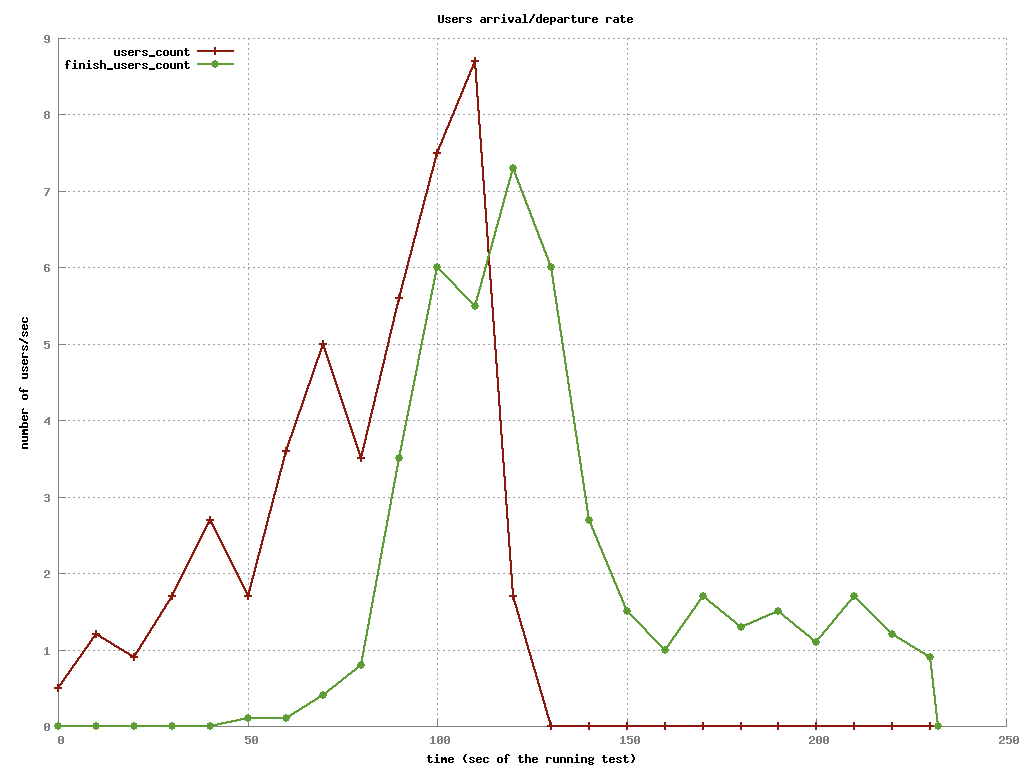 Users arrival/departure rate
users_count
finish_users_count
9
8
7
6
5
4
3
2
1
0
number of users/sec
0 50 100 150 200 250
time (sec of the running test)